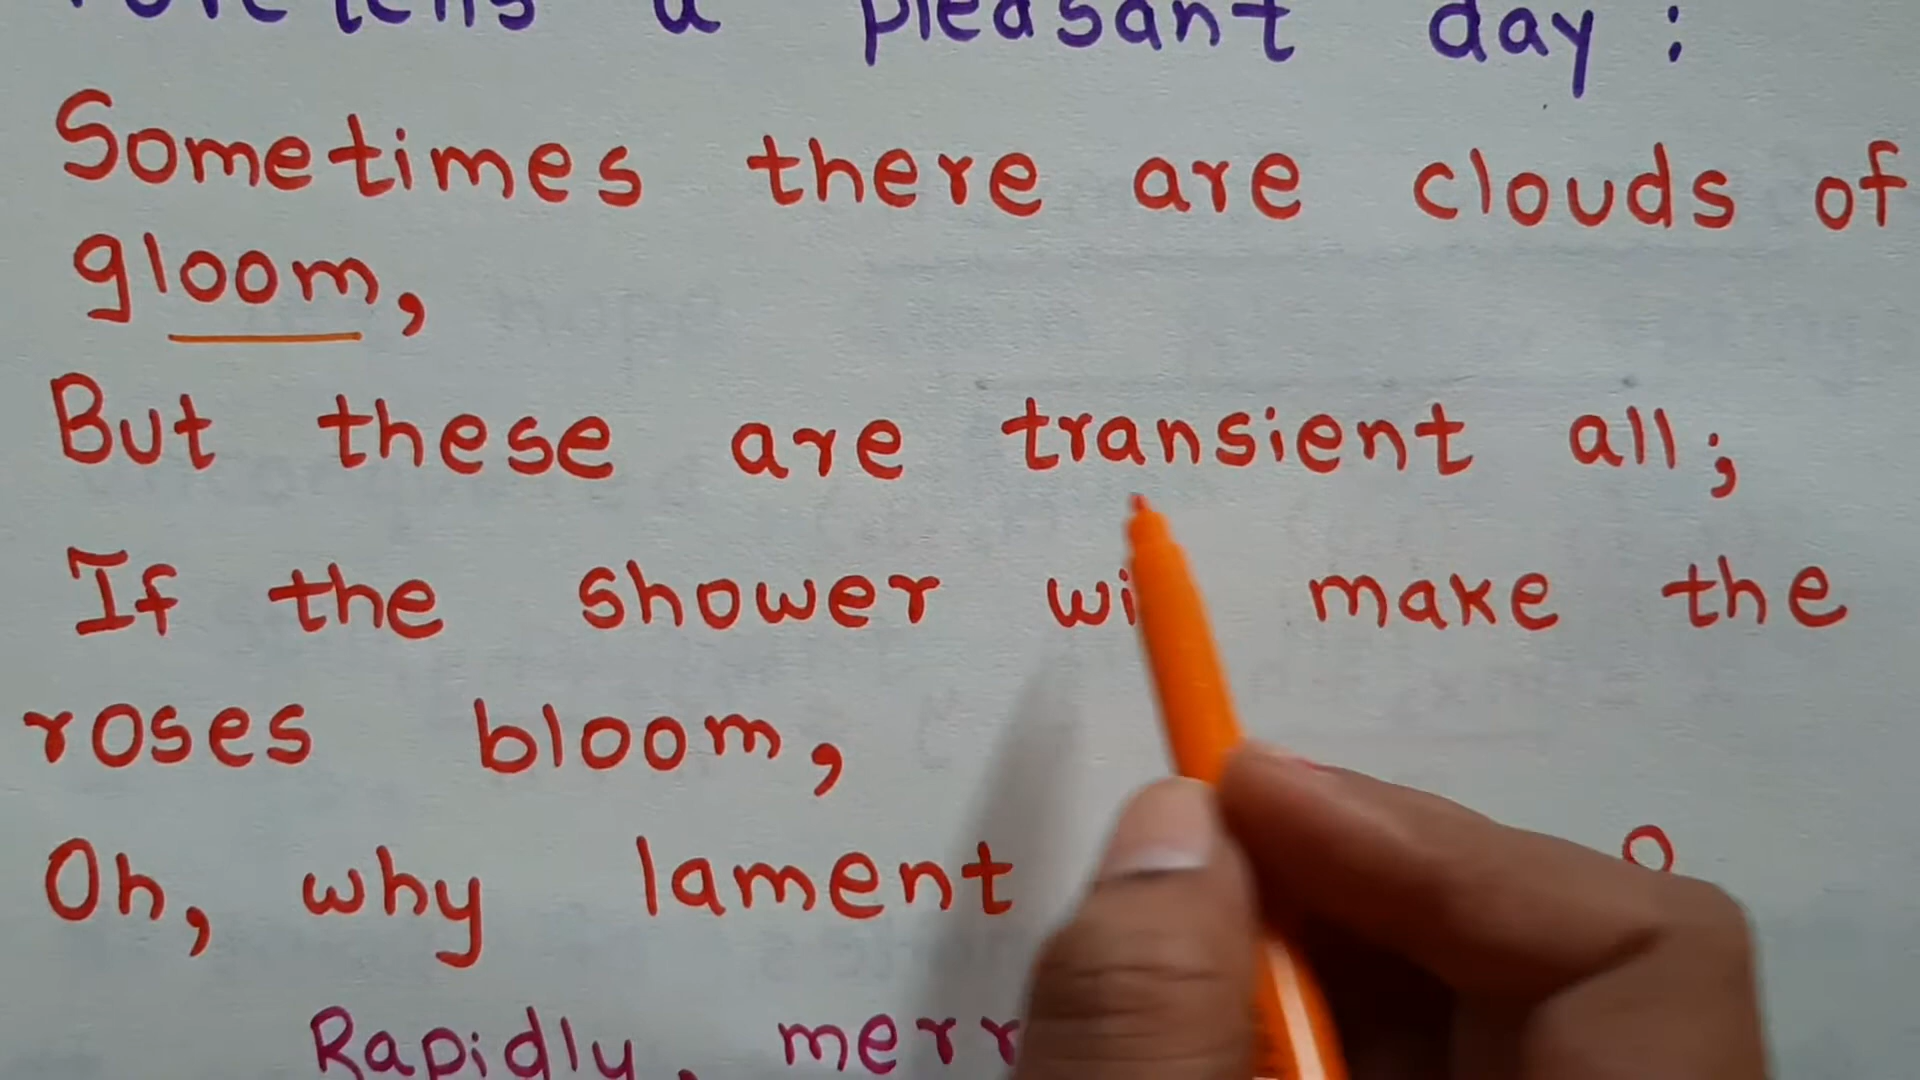 a pleasant day :
Sometimes there are clouds of
gloom,
But these are transient all;
If the shower make the
roses bloom,
Oh, why lament
Rapidly,